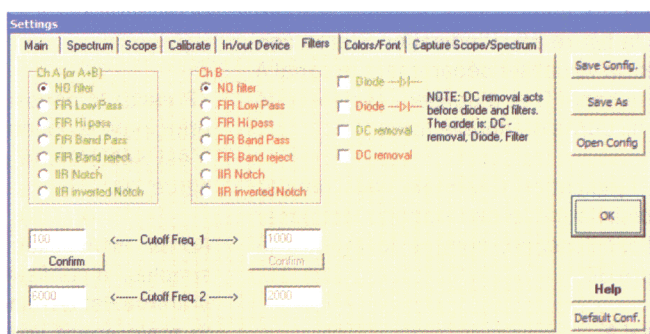 Settings
Main Spectrum Scope Calibrate In/out Device Filters Colors/Font Capture Scope/Spectrum
Ch A (or A+B)
NO filter
FIR Low Pass
FIR Hi pass
FIR Band Pass
FIR Band reject
IIR Notch
IIR inverted Notch
Ch B
NO filter
FIR Low Pass
FIR Hi pass
FIR Band Pass
FIR Band reject
IIR Notch
IIR inverted Notch
Diode ---▷|---
Diode ---▷|---
DC removal
DC removal
NOTE: DC removal acts
before diode and filters.
The order is: DC -
removal, Diode, Filter
100 <------ Cutoff Freq. 1 ------> 1000
Confirm Confirm
6000 <------ Cutoff Freq. 2 ------> 2000
Save Config.
Save As
Open Config
OK
Help
Default Conf.